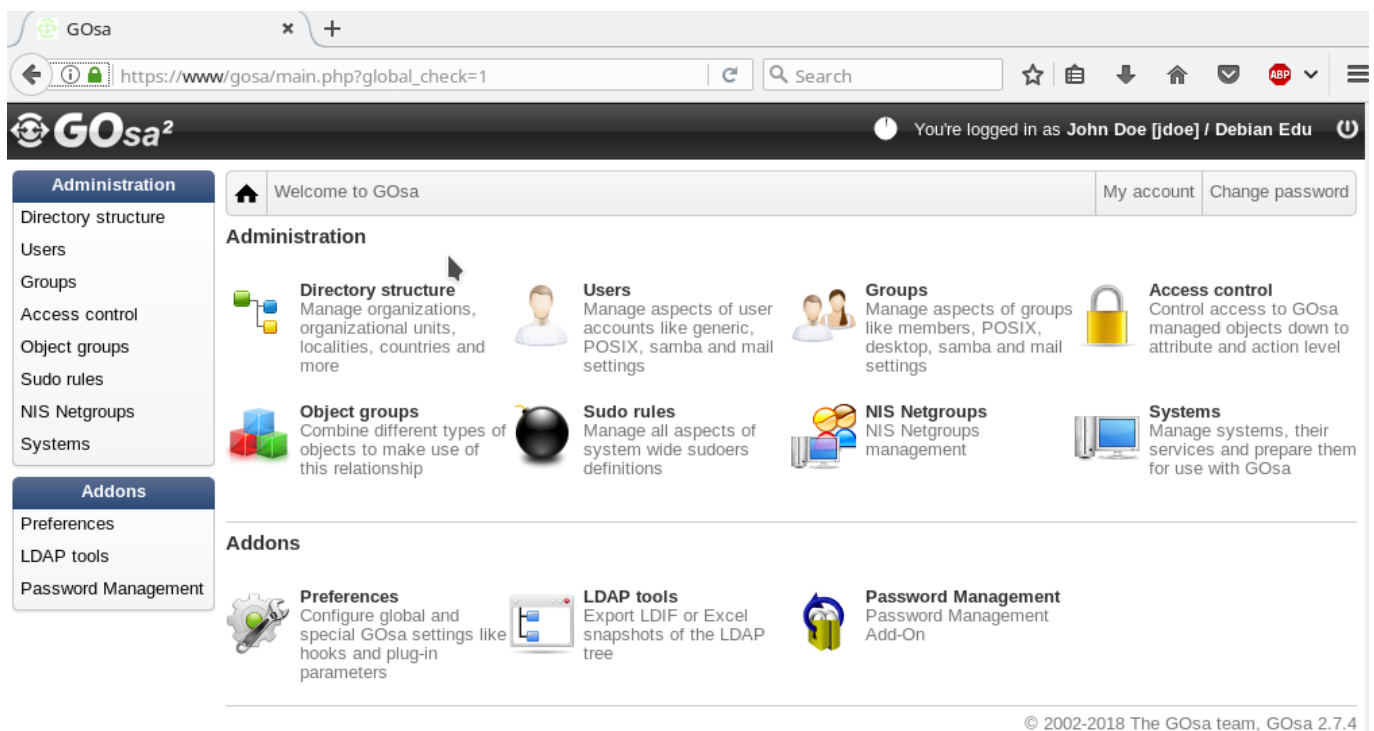 GOsa
https://www/gosa/main.php?global_check=1
Search
ABP
GOsa²
You're logged in as John Doe [jdoe] / Debian Edu
Administration
Directory structure
Users
Groups
Access control
Object groups
Sudo rules
NIS Netgroups
Systems
Addons
Preferences
LDAP tools
Password Management
Welcome to GOsa
My account
Change password
Administration
Directory structure
Manage organizations,
organizational units,
localities, countries and
more
Users
Manage aspects of user
accounts like generic,
POSIX, samba and mail
settings
Groups
Manage aspects of groups
like members, POSIX,
desktop, samba and mail
settings
Access control
Control access to GOsa
managed objects down to
attribute and action level
Object groups
Combine different types of
objects to make use of
this relationship
Sudo rules
Manage all aspects of
system wide sudoers
definitions
NIS Netgroups
NIS Netgroups
management
Systems
Manage systems, their
services and prepare them
for use with GOsa
Addons
Preferences
Configure global and
special GOsa settings like
hooks and plug-in
parameters
LDAP tools
Export LDIF or Excel
snapshots of the LDAP
tree
Password Management
Password Management
Add-On
© 2002-2018 The GOsa team, GOsa 2.7.4